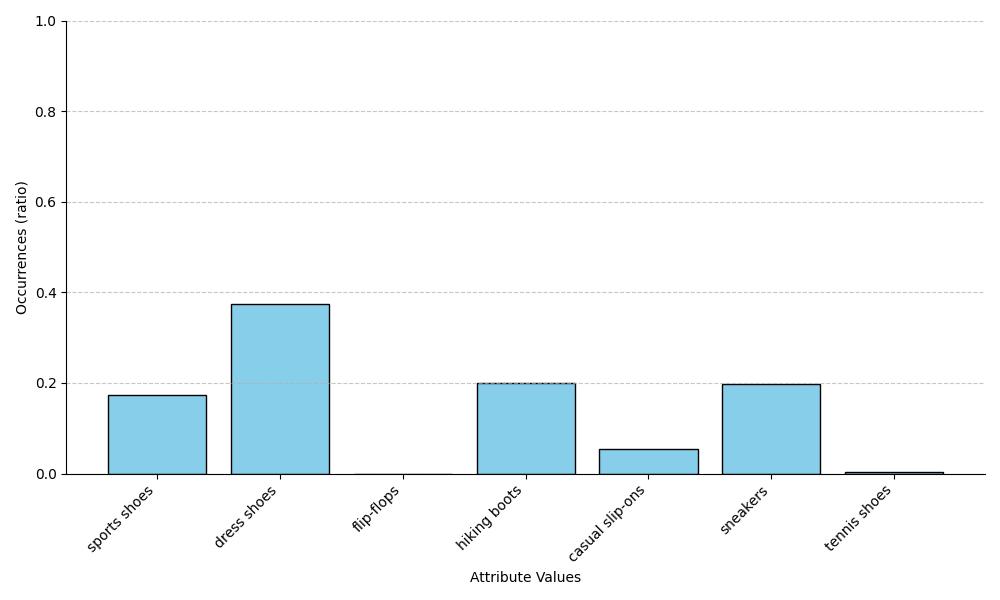 1.0
0.8
0.6
0.4
0.2
0.0
Occurrences (ratio)
sports shoes
dress shoes
flip-flops
hiking boots
casual slip-ons
sneakers
tennis shoes
Attribute Values